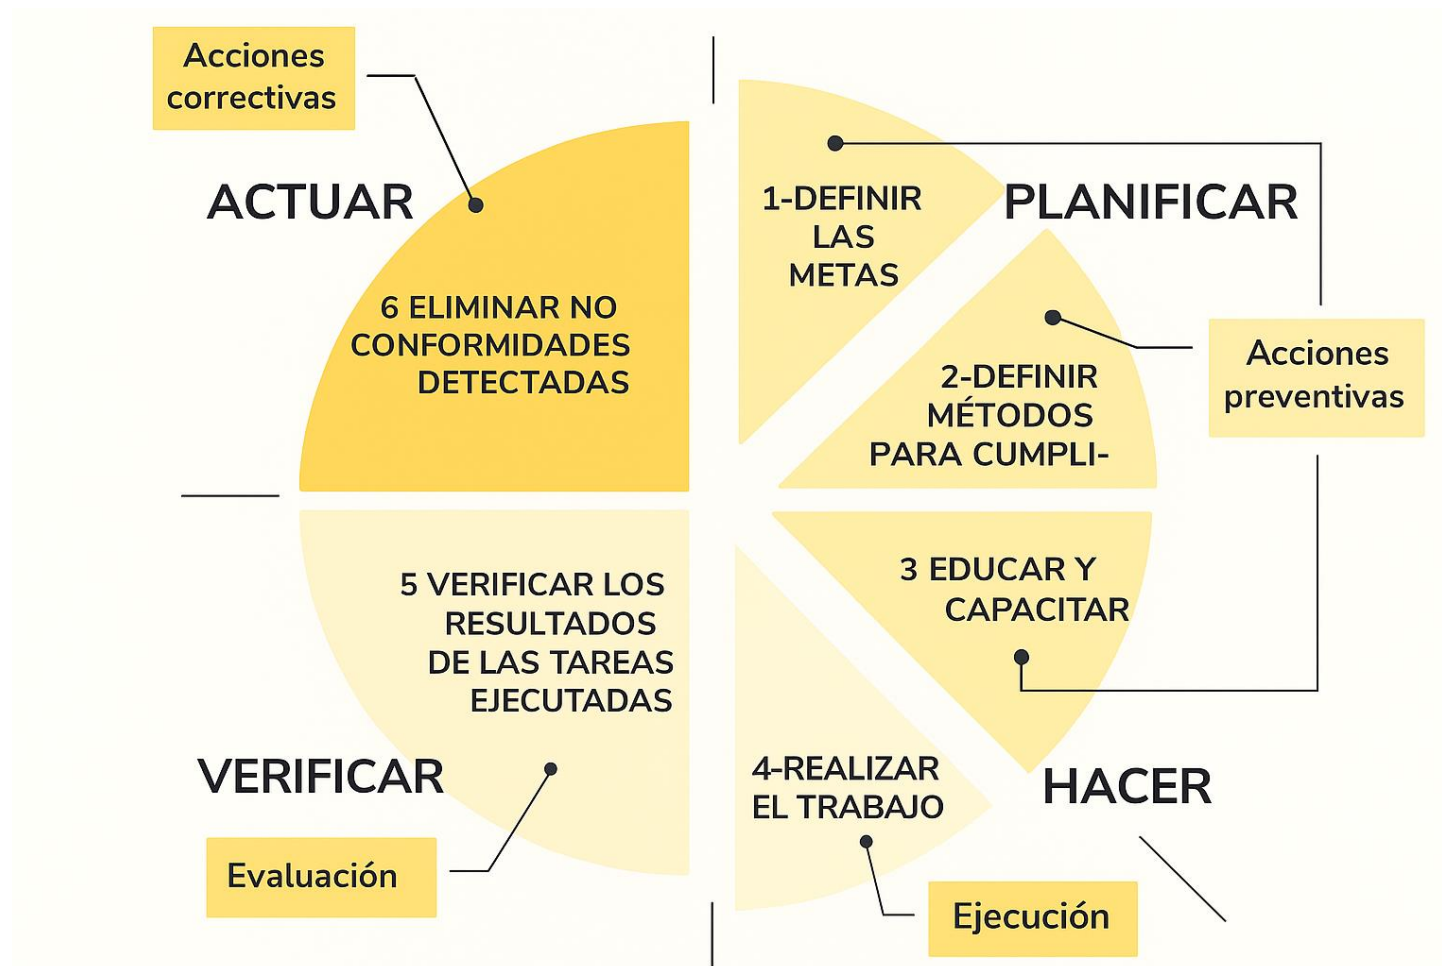 Acciones
correctivas
ACTUAR
6 ELIMINAR NO
CONFORMIDADES
DETECTADAS
1-DEFINIR
LAS
METAS
PLANIFICAR
2-DEFINIR
MÉTODOS
PARA CUMPLI-
Acciones
preventivas
3 EDUCAR Y
CAPACITAR
HACER
4-REALIZAR
EL TRABAJO
Ejecución
5 VERIFICAR LOS
RESULTADOS
DE LAS TAREAS
EJECUTADAS
VERIFICAR
Evaluación